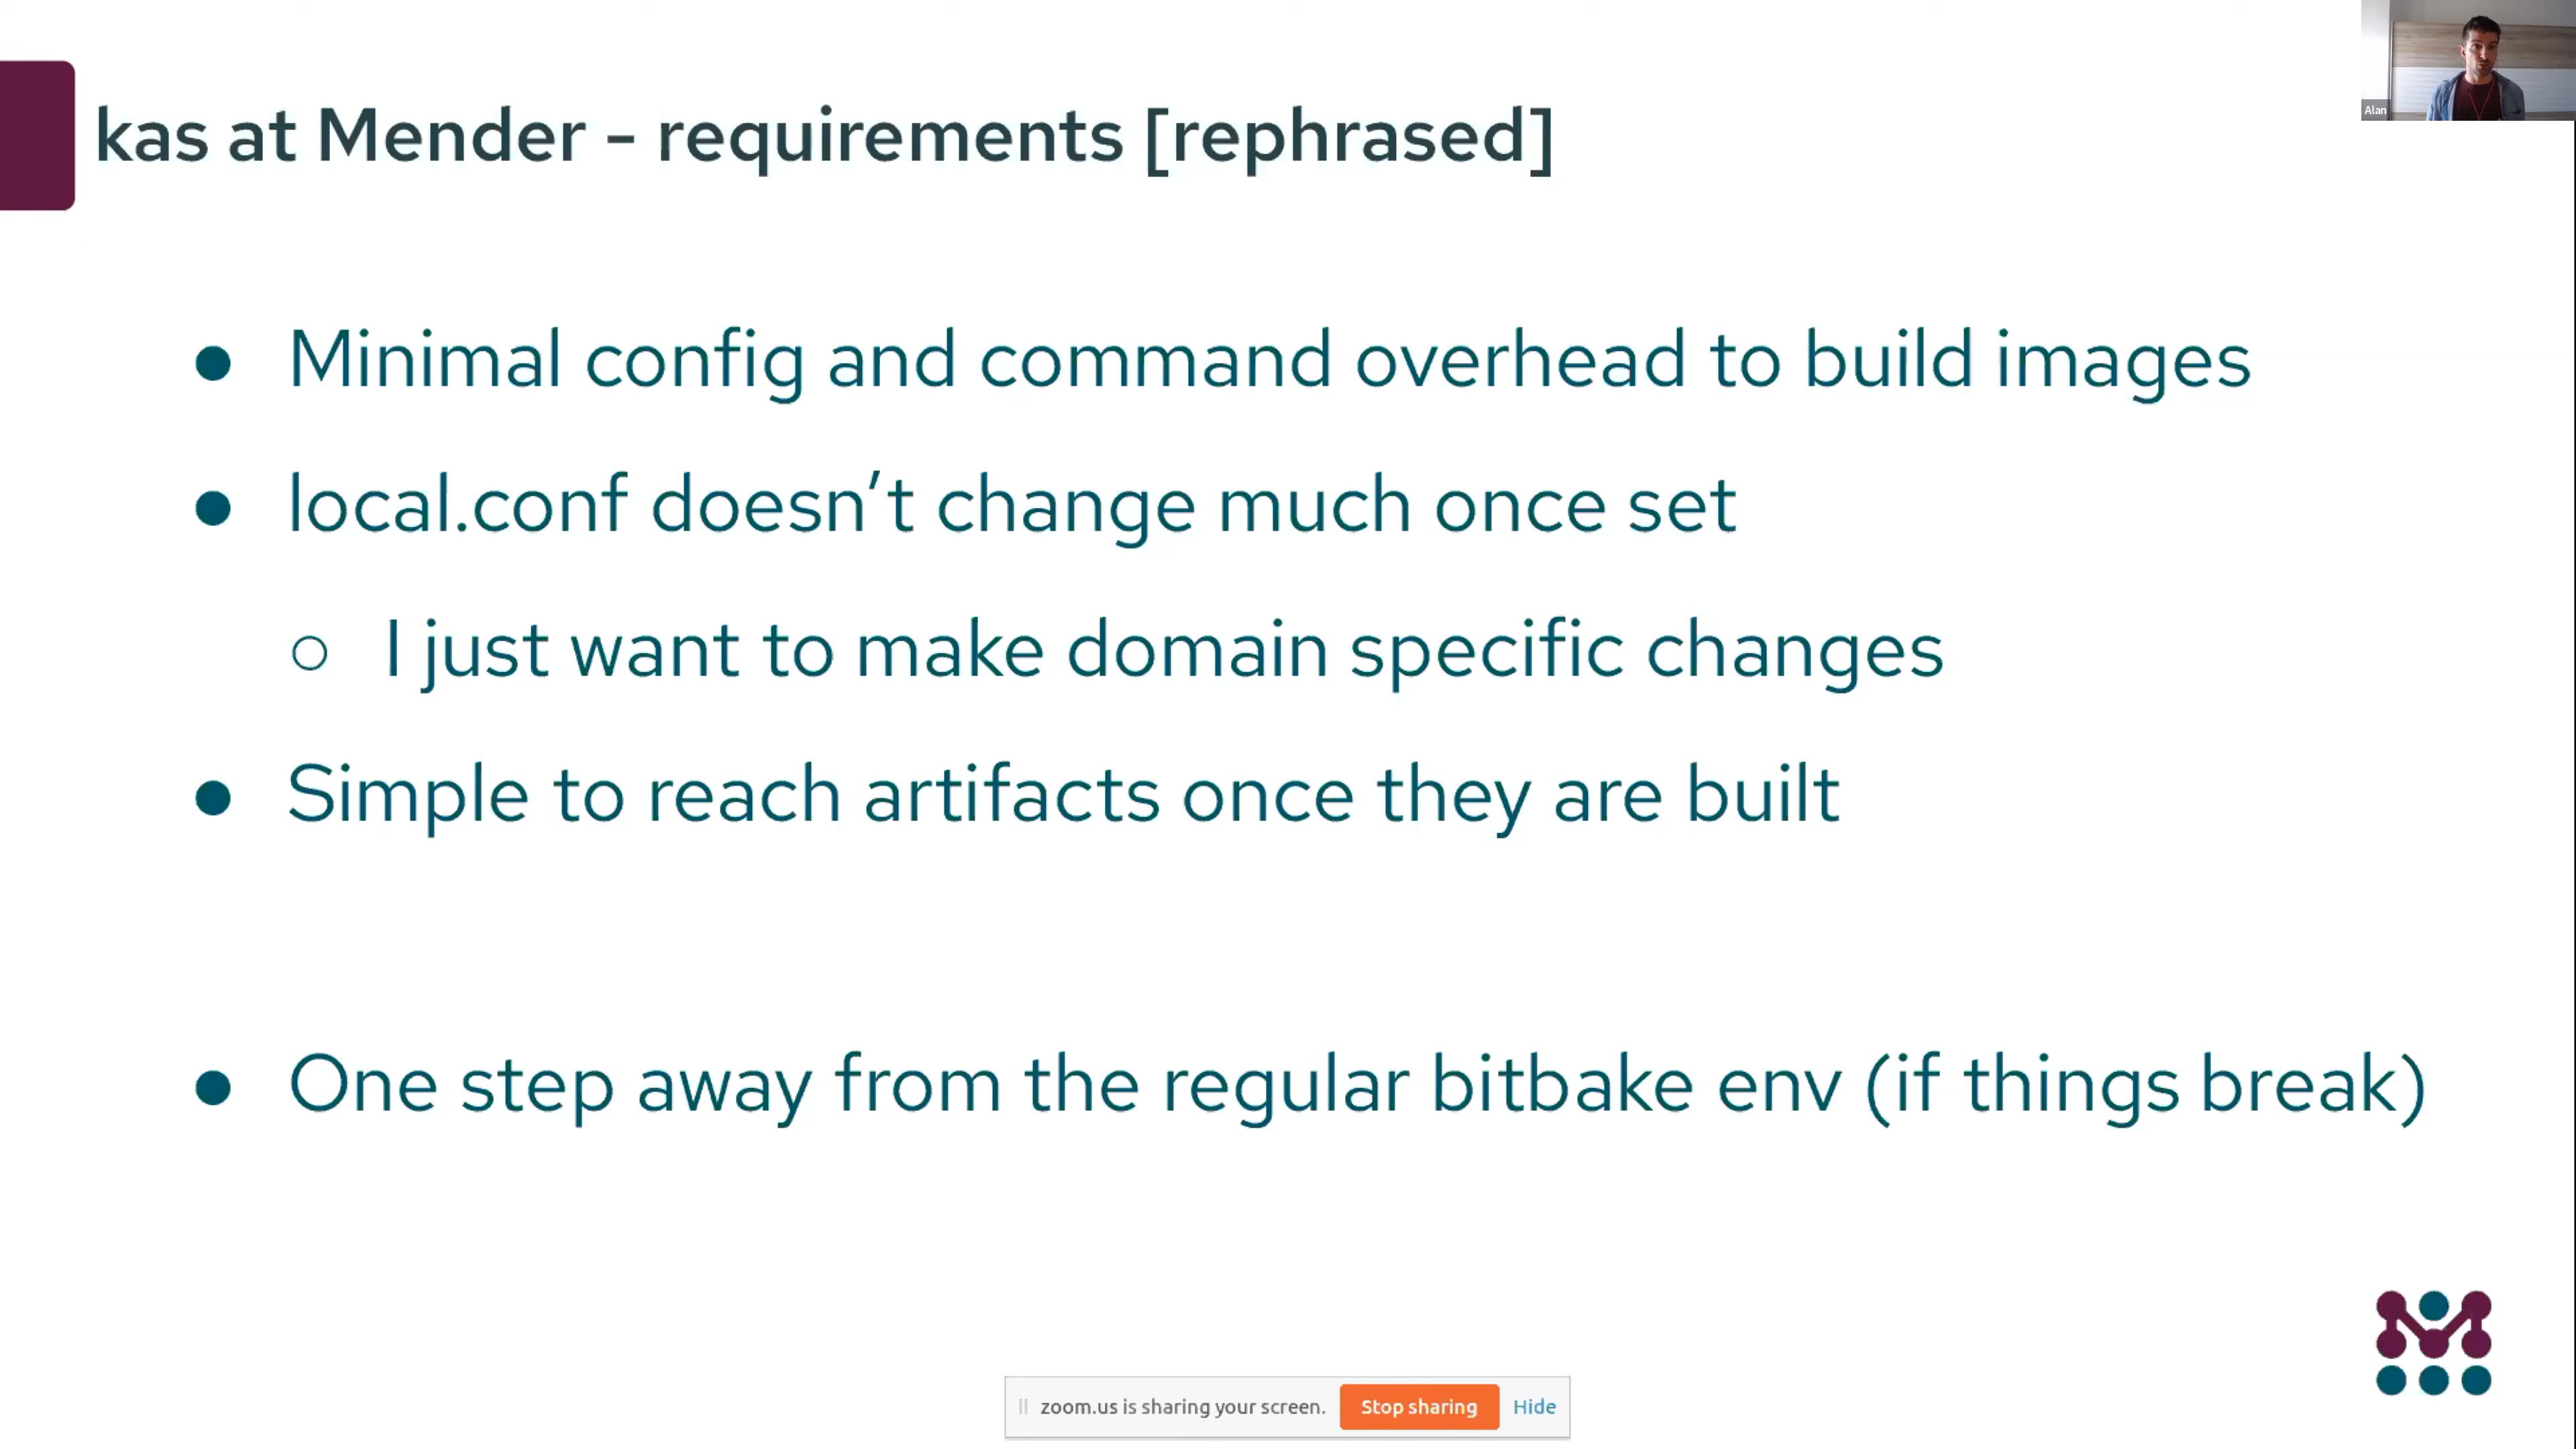 Alan
kas at Mender - requirements [rephrased]
● Minimal config and command overhead to build images
● local.conf doesn’t change much once set
○ I just want to make domain specific changes
● Simple to reach artifacts once they are built
● One step away from the regular bitbake env (if things break)
zoom.us is sharing your screen. Stop sharing Hide